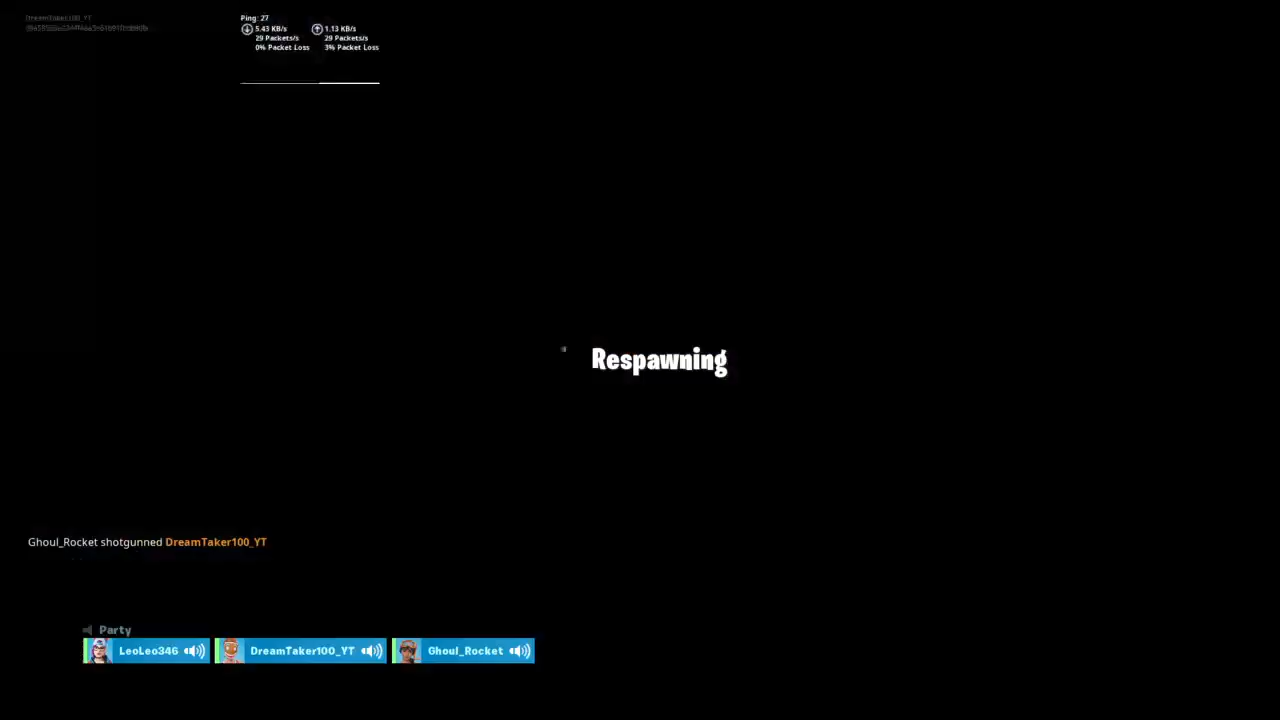 DreamTaker100_YT
Ping: 27
5.43 KB/s
1.13 KB/s
29 Packets/s
29 Packets/s
0% Packet Loss
3% Packet Loss
Respawning
Ghoul_Rocket shotgunned DreamTaker100_YT
Party
LeoLeo346
DreamTaker100_YT
Ghoul_Rocket